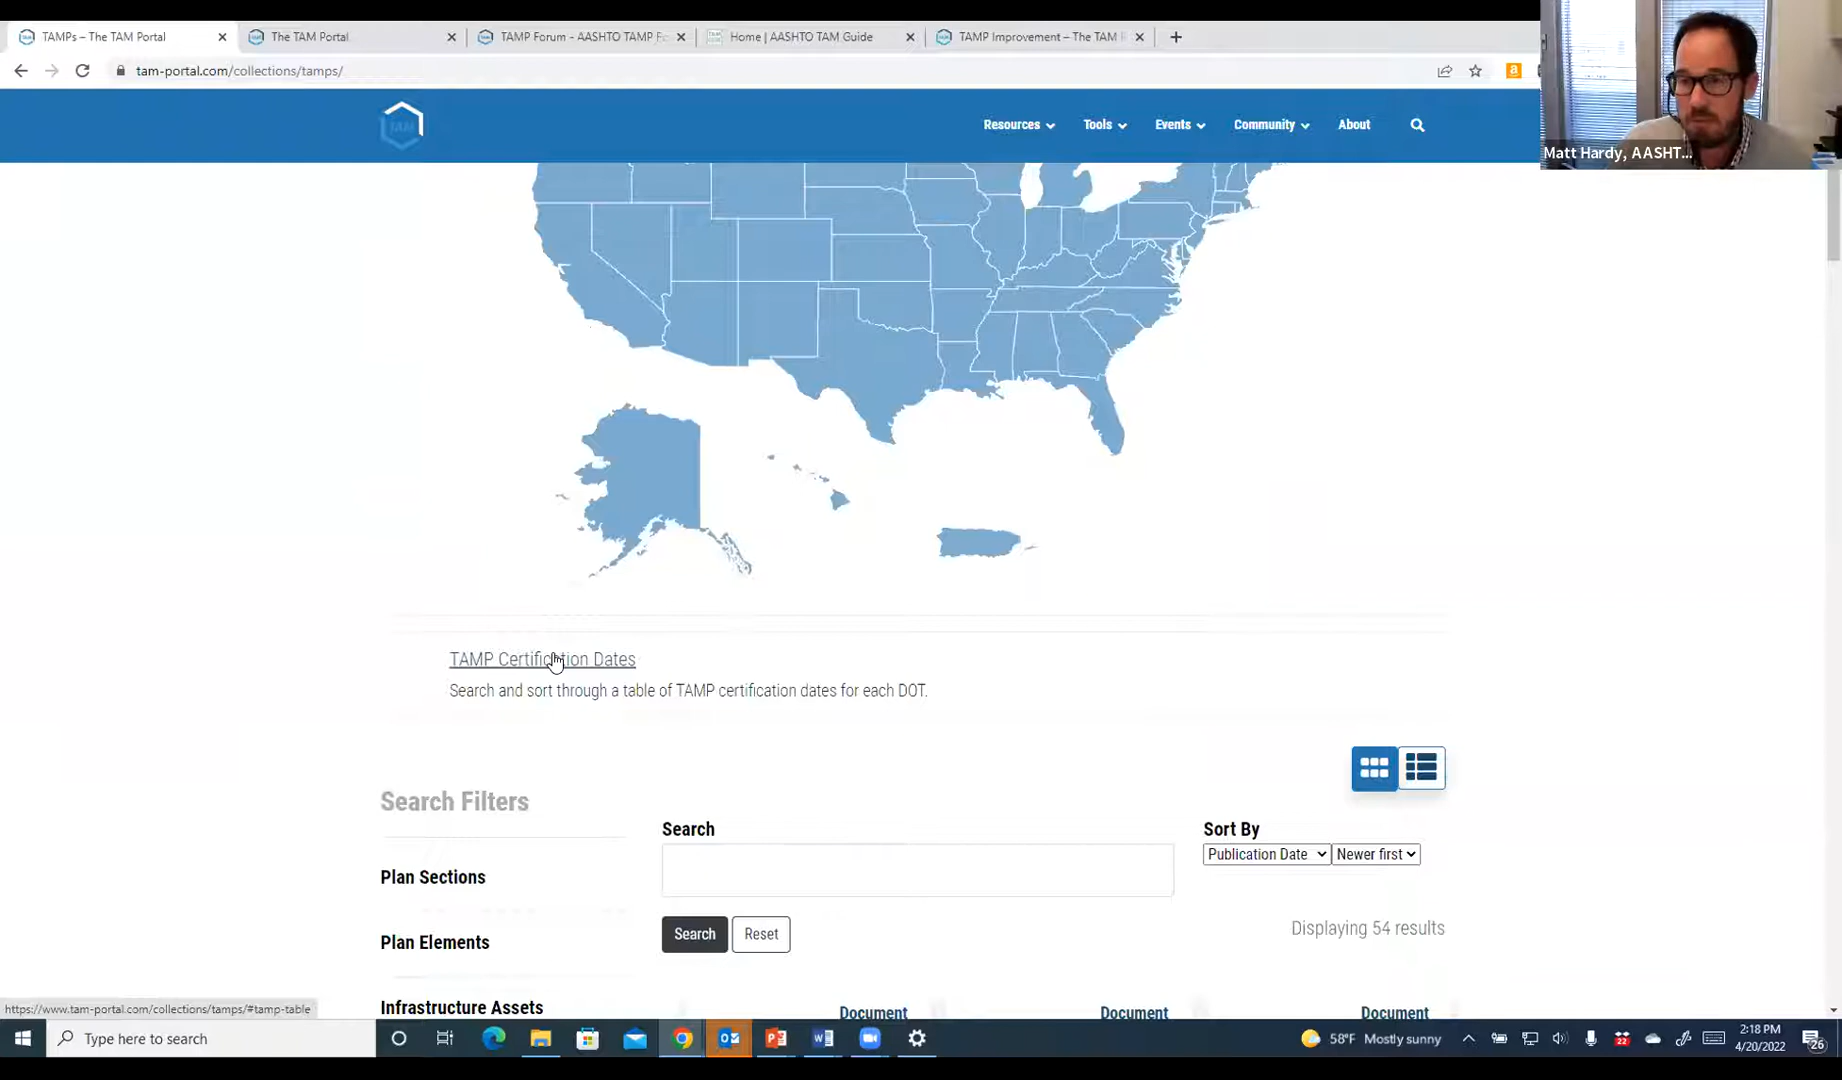 TAMPs – The TAM Portal
The TAM Portal
TAMP Forum - AASHTO TAMP F
Home | AASHTO TAM Guide
TAMP Improvement – The TAM
tam-portal.com/collections/tamps/
TAM
Resources
Tools
Events
Community
About
Matt Hardy, AASHT...
TAMP Certification Dates
Search and sort through a table of TAMP certification dates for each DOT.
Search Filters
Search
Sort By
Publication Date
Newer first
Plan Sections
Search
Reset
Displaying 54 results
Plan Elements
Infrastructure Assets
Document
Document
Document
https://www.tam-portal.com/collections/tamps/#tamp-table
Type here to search
58°F Mostly sunny
22
2:18 PM
4/20/2022
26